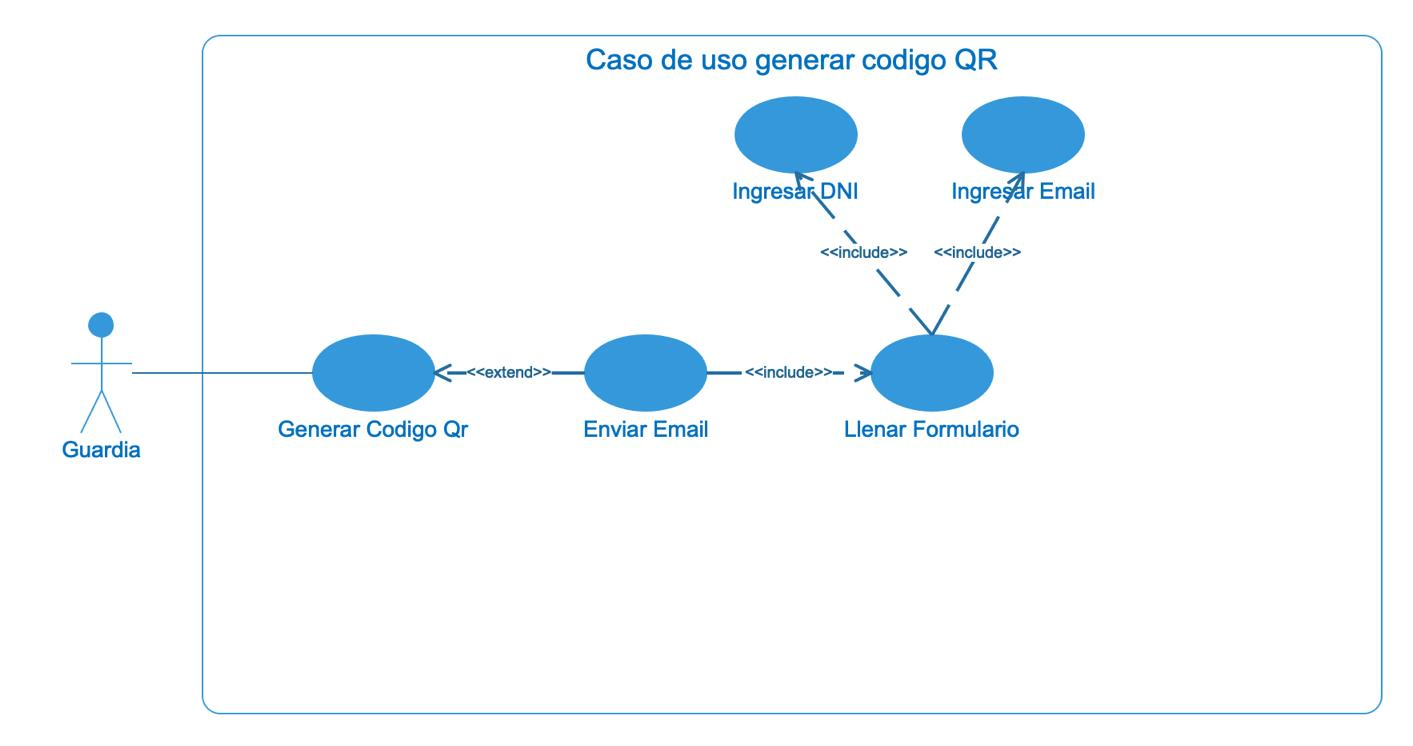 Caso de uso generar codigo QR
Ingresar DNI
Ingresar Email
<<include>>
<<include>>
<<extend>>
<<include>>
Generar Codigo Qr
Enviar Email
Llenar Formulario
Guardia